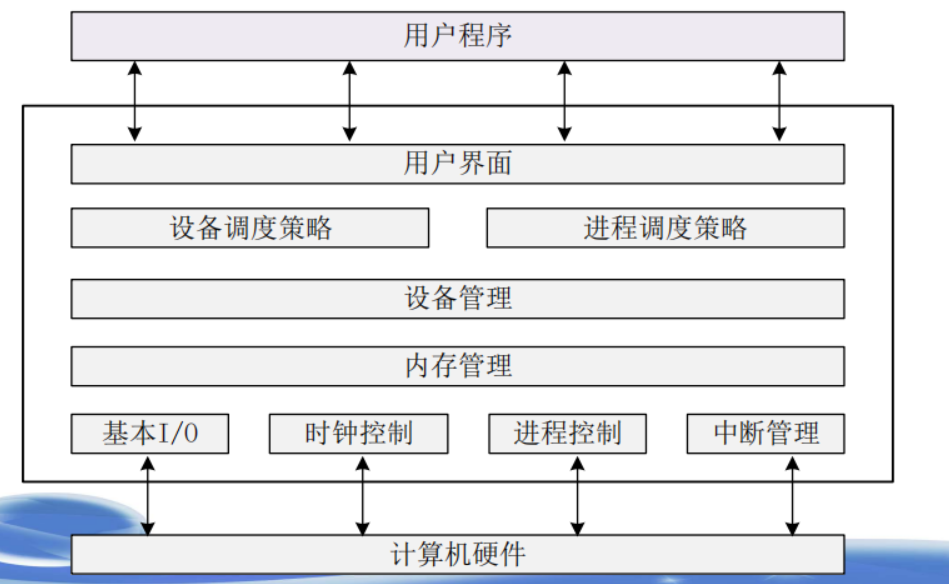 用户程序
用户界面
设备调度策略 进程调度策略
设备管理
内存管理
基本I/O 时钟控制 进程控制 中断管理
计算机硬件